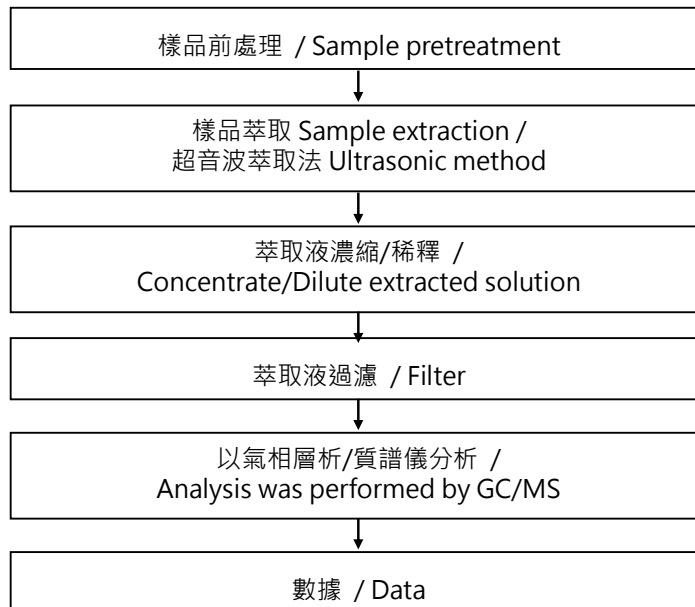 樣品前處理 / Sample pretreatment
樣品萃取 Sample extraction /
超音波萃取法 Ultrasonic method
萃取液濃縮/稀釋 /
Concentrate/Dilute extracted solution
萃取液過濾 / Filter
以氣相層析/質譜儀分析 /
Analysis was performed by GC/MS
數據 / Data